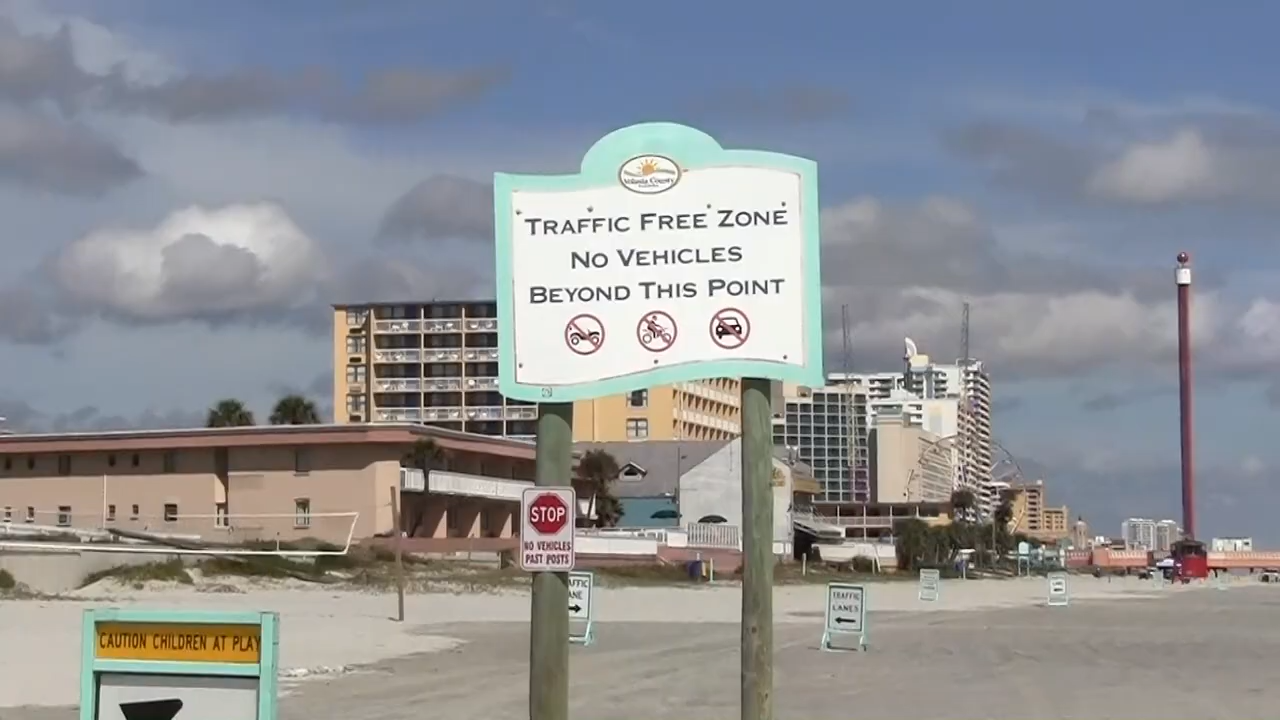 Volusia County
TRAFFIC FREE ZONE
NO VEHICLES
BEYOND THIS POINT
STOP
NO VEHICLES
PAST POSTS
TRAFFIC
LANES
CAUTION CHILDREN AT PLAY